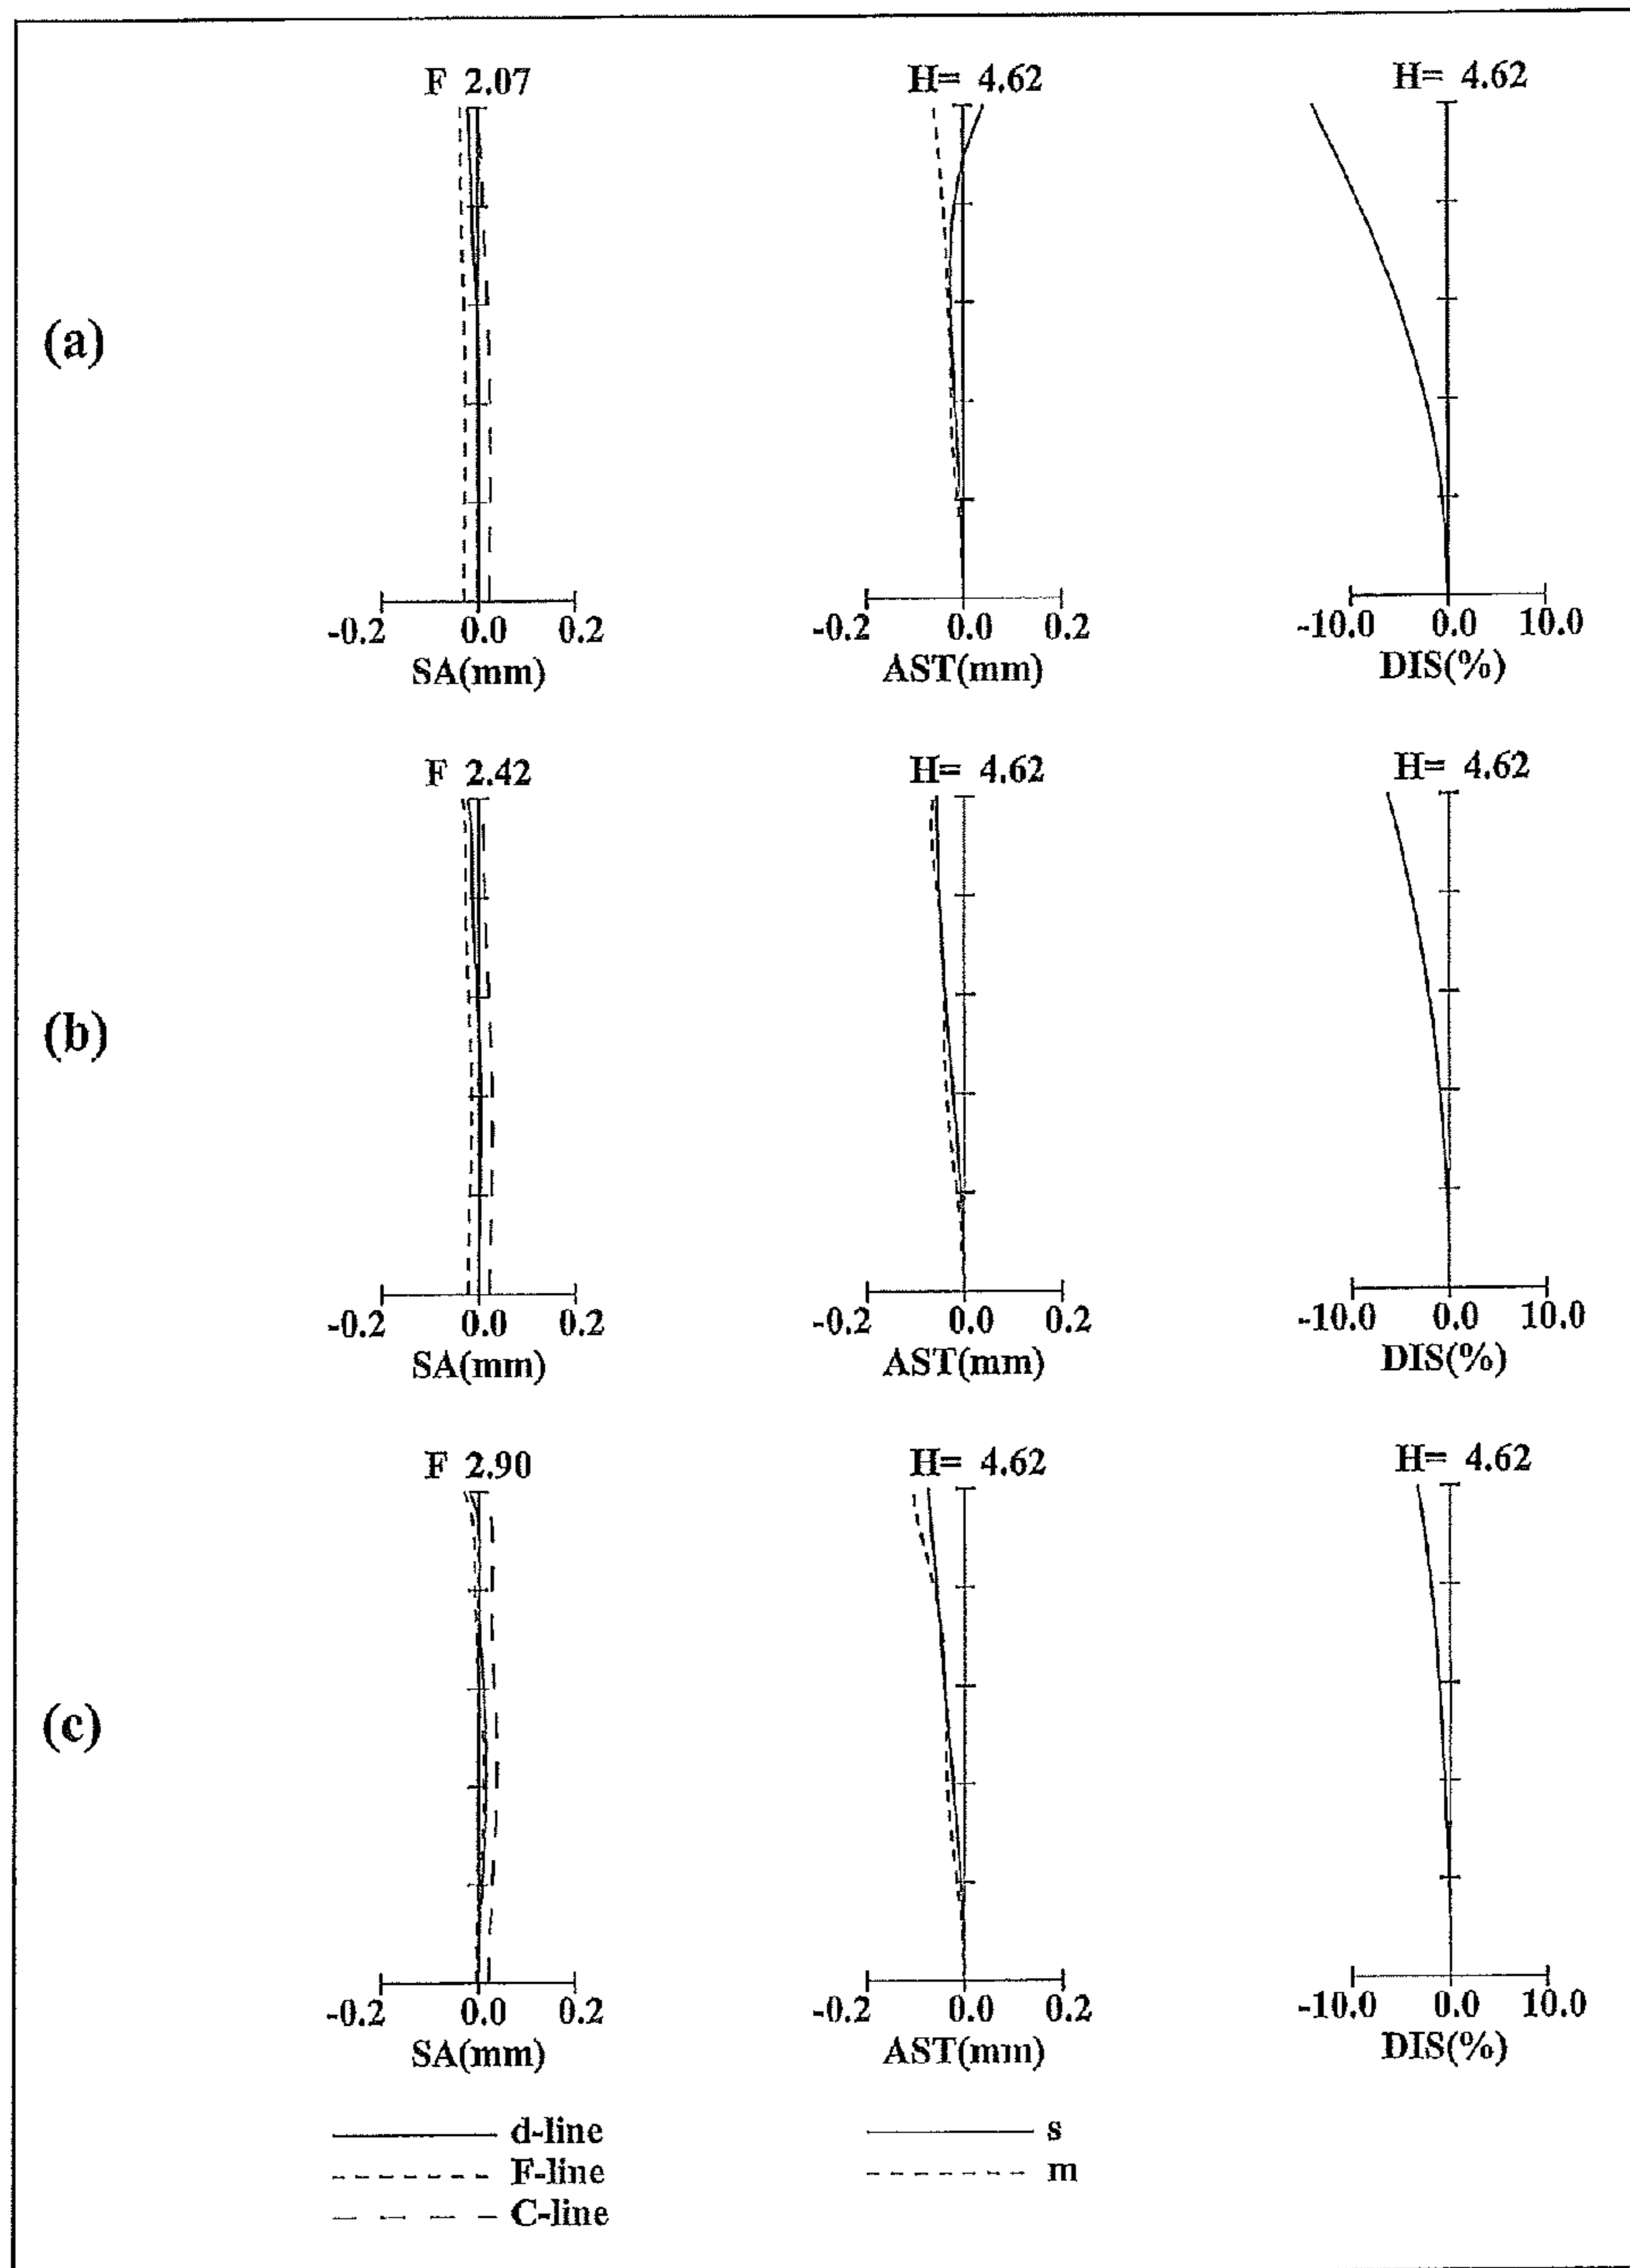 F 2.07 H= 4.62 H= 4.62
(a)
-0.2 0.0 0.2 -0.2 0.0 0.2 -10.0 0.0 10.0
SA(mm) AST(mm) DIS(%)
F 2.42 H= 4.62 H= 4.62
(b)
-0.2 0.0 0.2 -0.2 0.0 0.2 -10.0 0.0 10.0
SA(mm) AST(mm) DIS(%)
F 2.90 H= 4.62 H= 4.62
(c)
-0.2 0.0 0.2 -0.2 0.0 0.2 -10.0 0.0 10.0
SA(mm) AST(mm) DIS(%)
d-line s
F-line m
C-line